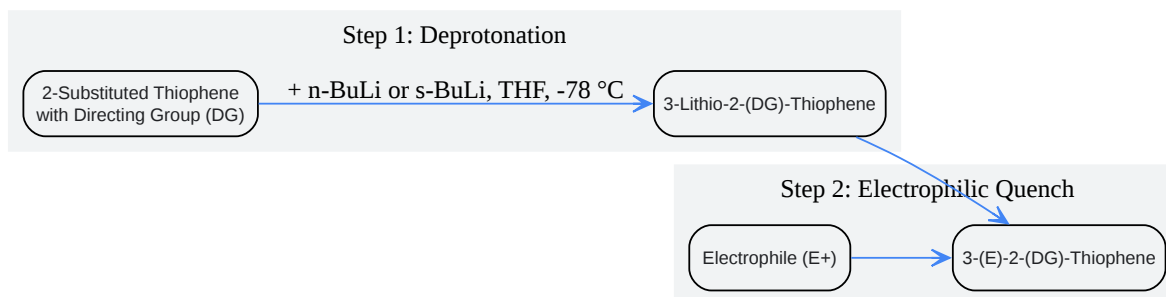 Step 1: Deprotonation
2-Substituted Thiophene
with Directing Group (DG)
+ n-BuLi or s-BuLi, THF, -78 °C
3-Lithio-2-(DG)-Thiophene
Step 2: Electrophilic Quench
Electrophile (E+)
3-(E)-2-(DG)-Thiophene